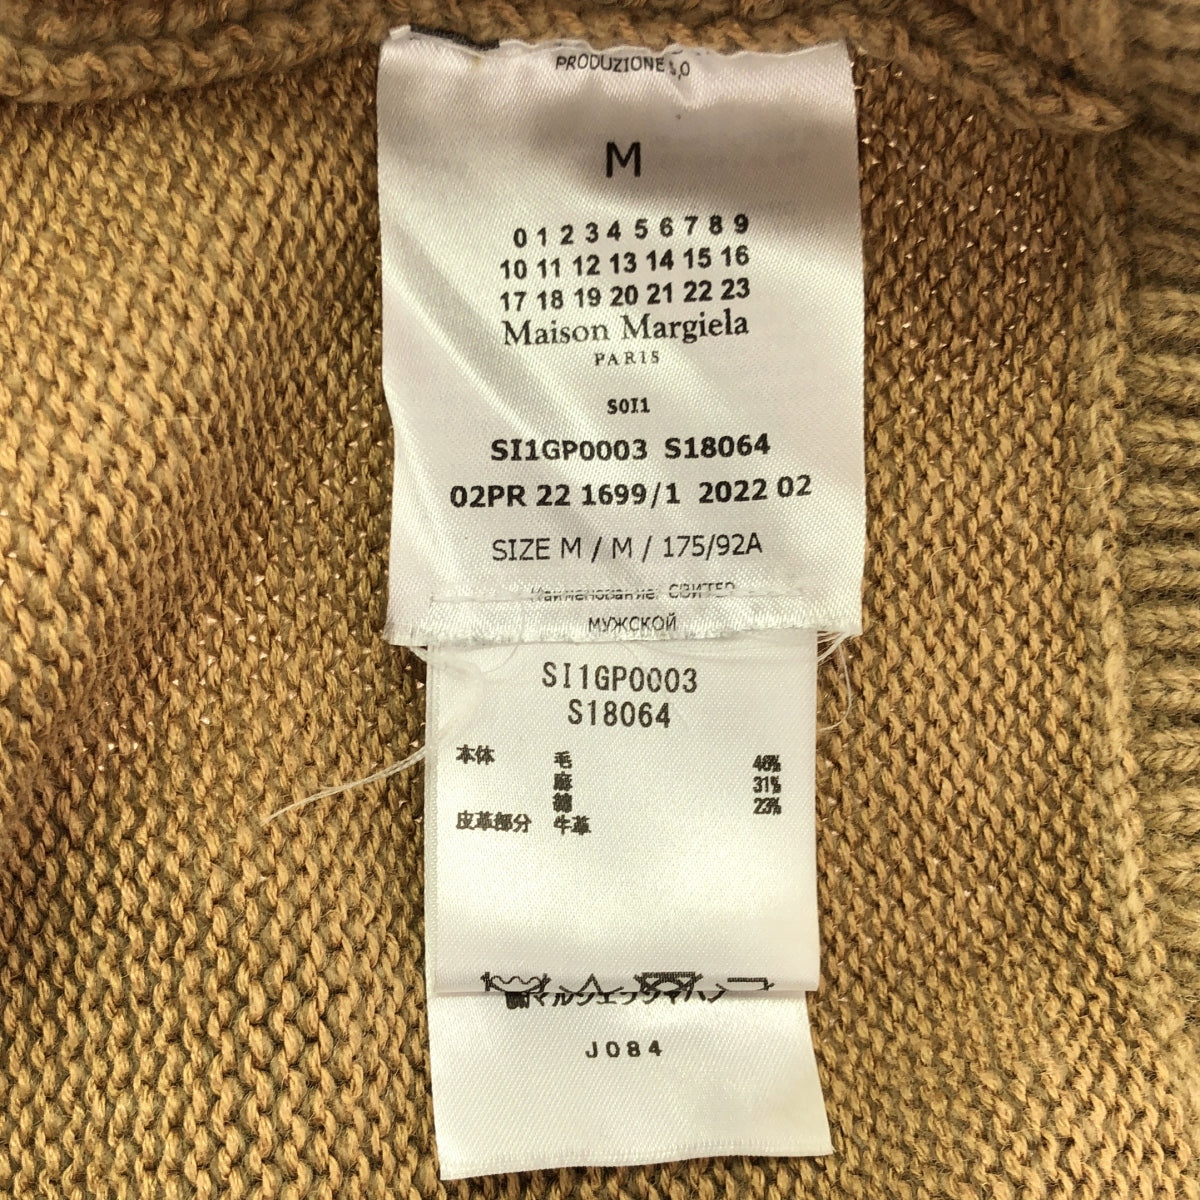 PRODUZIONE
M
0 1 2 3 4 5 6 7 8 9
10 11 12 13 14 15 16
17 18 19 20 21 22 23
Maison Margiela
PARIS
S0I1
SI1GP0003 S18064
02PR 22 1699/1 2022 02
SIZE M / M / 175/92A
Наименование: СВИТЕР
МУЖСКОЙ
SI1GP0003
S18064
本体 毛 46%
麻 31%
綿 23%
皮革部分 牛革
J084